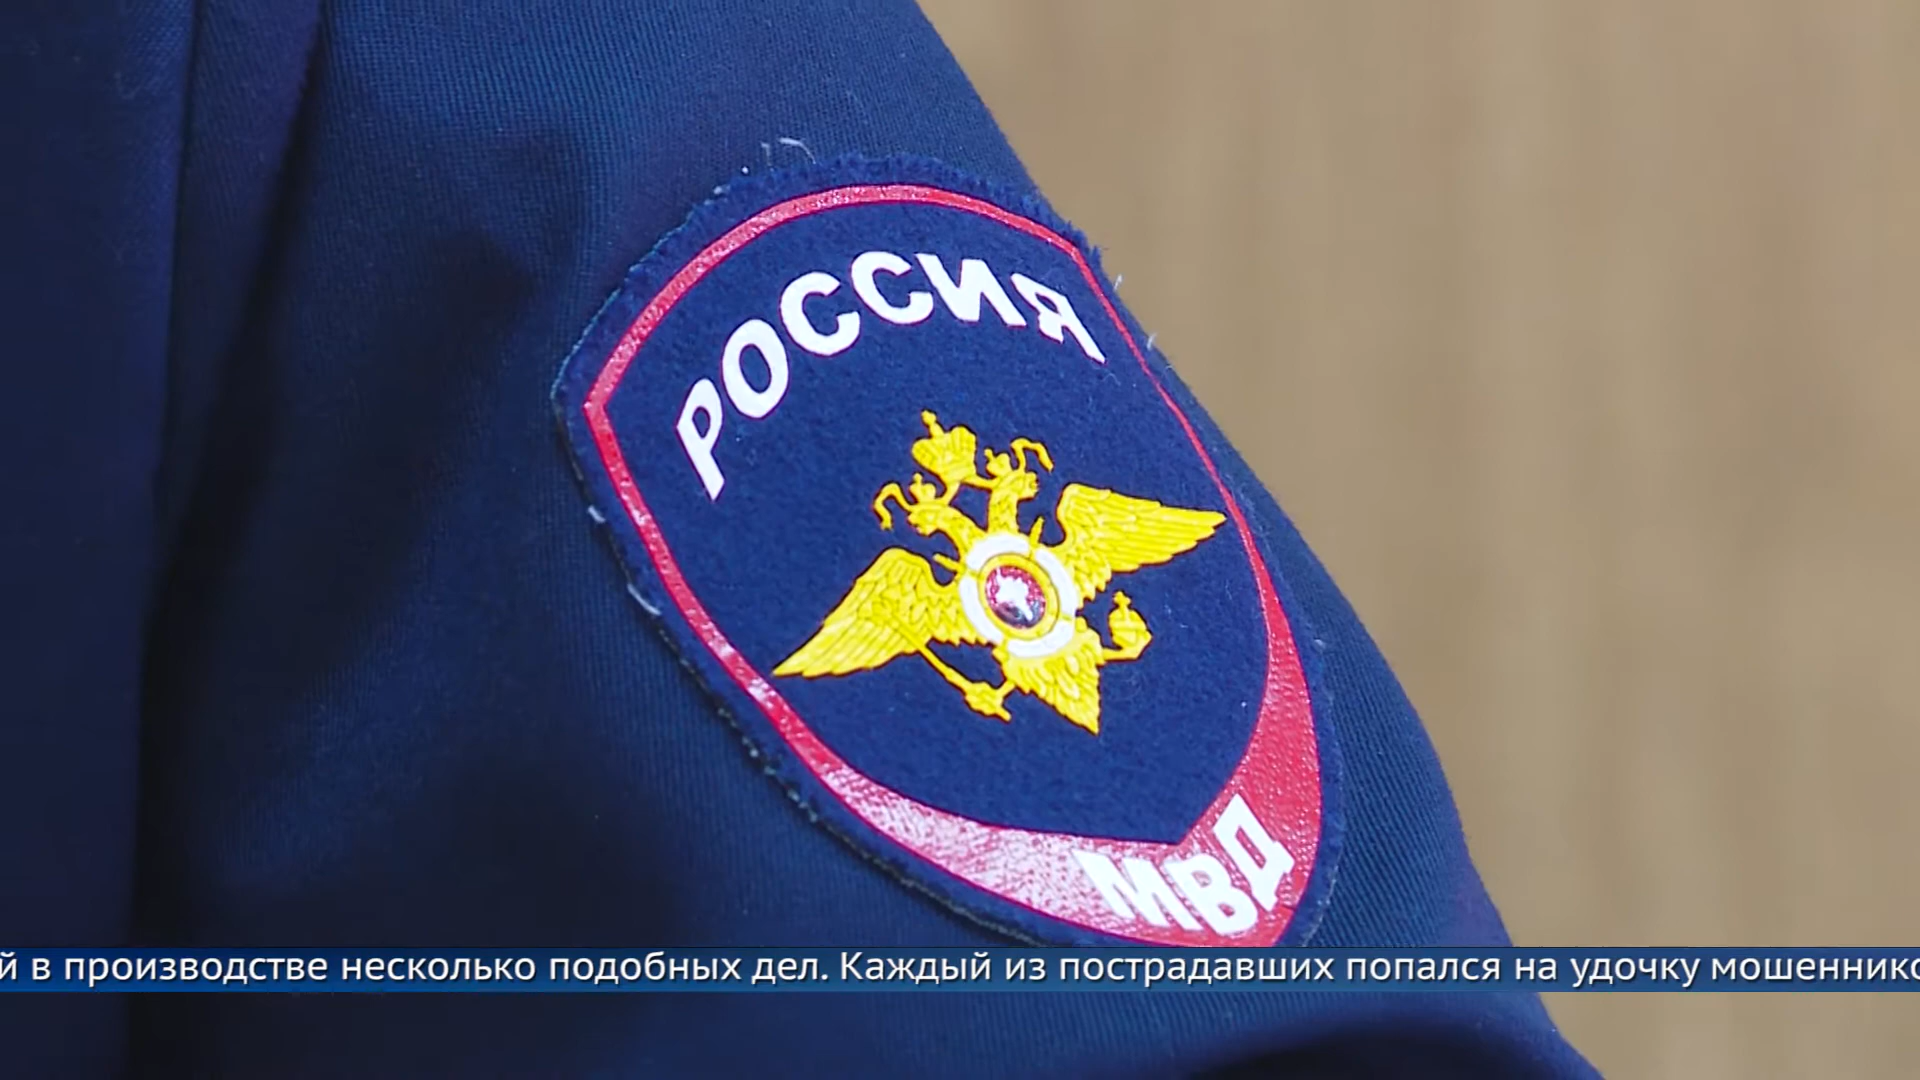 РОССИЯ
МВД
й в производстве несколько подобных дел. Каждый из пострадавших попался на удочку мошеннико